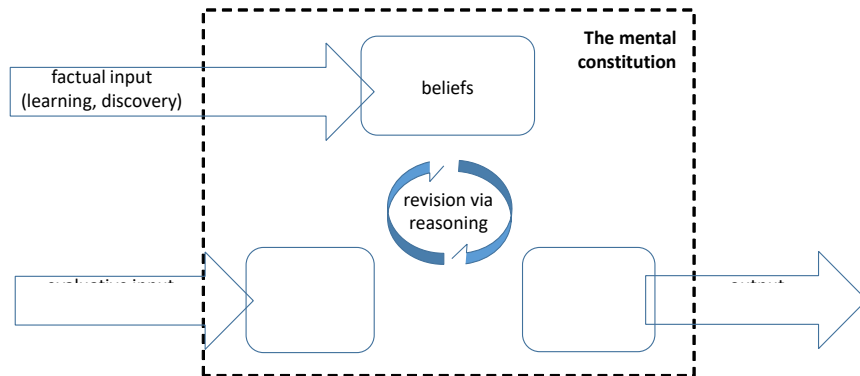 The mental
constitution
factual input
(learning, discovery)
beliefs
revision via
reasoning